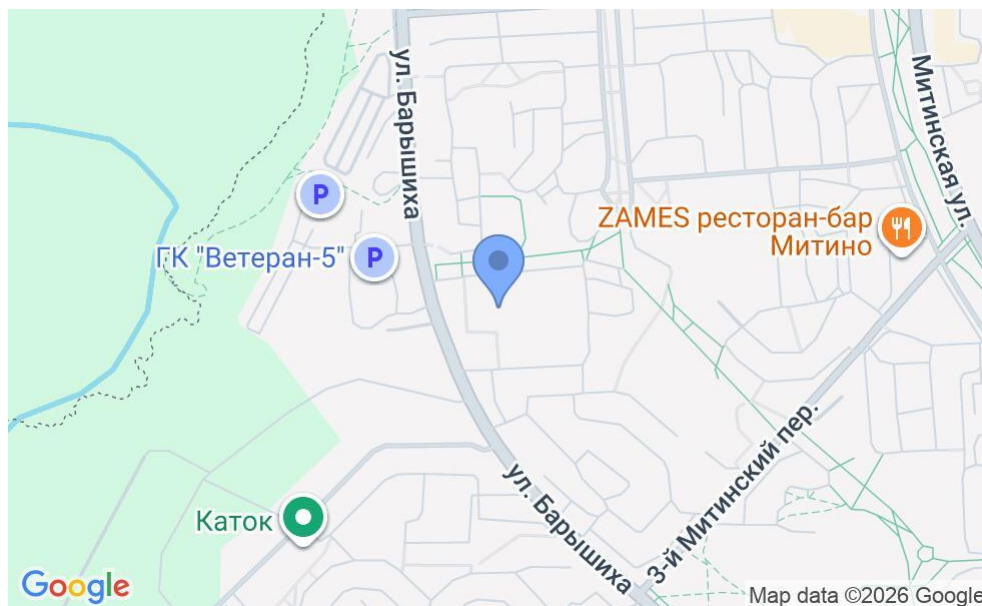 ул. Барышиха
Митинская ул.
P
ZAMES ресторан-бар
Митино
ГК "Ветеран-5"
P
3-й Митинский пер.
ул. Барышиха
Каток
Google
Map data ©2026 Google